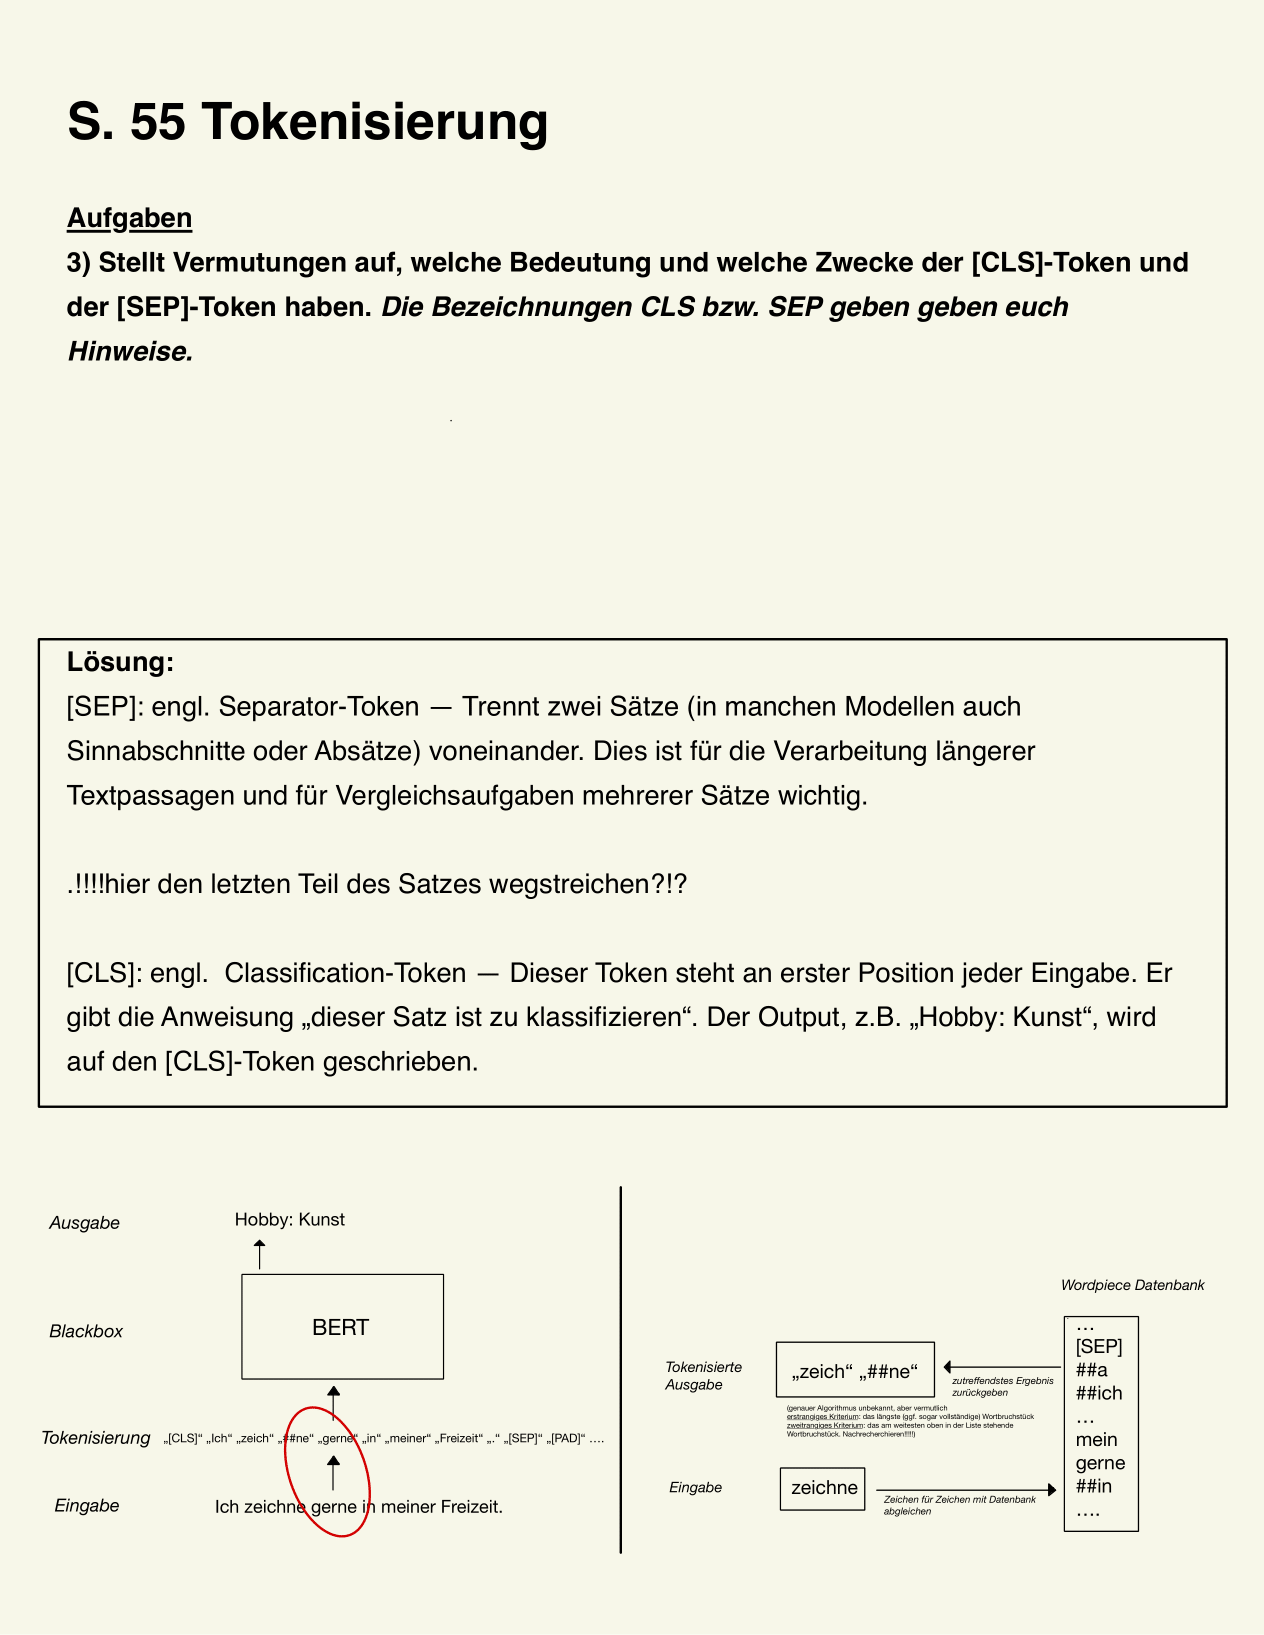 S. 55 Tokenisierung
Aufgaben
3) Stellt Vermutungen auf, welche Bedeutung und welche Zwecke der [CLS]-Token und
der [SEP]-Token haben. Die Bezeichnungen CLS bzw. SEP geben geben euch
Hinweise.
Lösung:
[SEP]: engl. Separator-Token — Trennt zwei Sätze (in manchen Modellen auch
Sinnabschnitte oder Absätze) voneinander. Dies ist für die Verarbeitung längerer
Textpassagen und für Vergleichsaufgaben mehrerer Sätze wichtig.
.!!!!hier den letzten Teil des Satzes wegstreichen?!?
[CLS]: engl.  Classification-Token — Dieser Token steht an erster Position jeder Eingabe. Er
gibt die Anweisung „dieser Satz ist zu klassifizieren“. Der Output, z.B. „Hobby: Kunst“, wird
auf den [CLS]-Token geschrieben.
Ausgabe
Hobby: Kunst
Blackbox
BERT
Tokenisierung
„[CLS]“ „Ich“ „zeich“ „##ne“ „gerne“ „in“ „meiner“ „Freizeit“ „.“ „[SEP]“ „[PAD]“ ….
Eingabe
Ich zeichne gerne in meiner Freizeit.
Wordpiece Datenbank
…
[SEP]
##a
##ich
…
mein
gerne
##in
….
Tokenisierte
Ausgabe
„zeich“ „##ne“
zutreffendstes Ergebnis
zurückgeben
(genauer Algorithmus unbekannt, aber vermutlich
erstrangiges Kriterium: das längste (ggf. sogar vollständige) Wortbruchstück
zweitrangiges Kriterium: das am weitesten oben in der Liste stehende
Wortbruchstück. Nachrecherchieren!!!!)
Eingabe
zeichne
Zeichen für Zeichen mit Datenbank
abgleichen